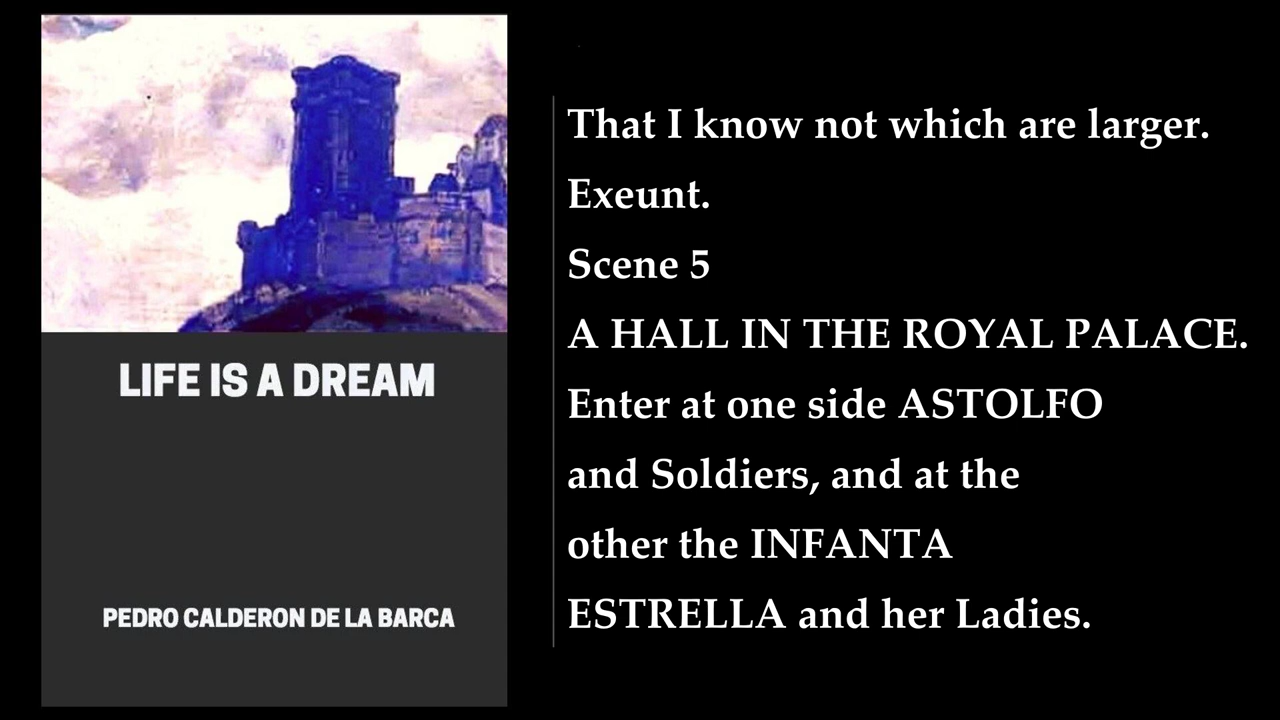 LIFE IS A DREAM
PEDRO CALDERON DE LA BARCA
That I know not which are larger.
Exeunt.
Scene 5
A HALL IN THE ROYAL PALACE.
Enter at one side ASTOLFO
and Soldiers, and at the
other the INFANTA
ESTRELLA and her Ladies.